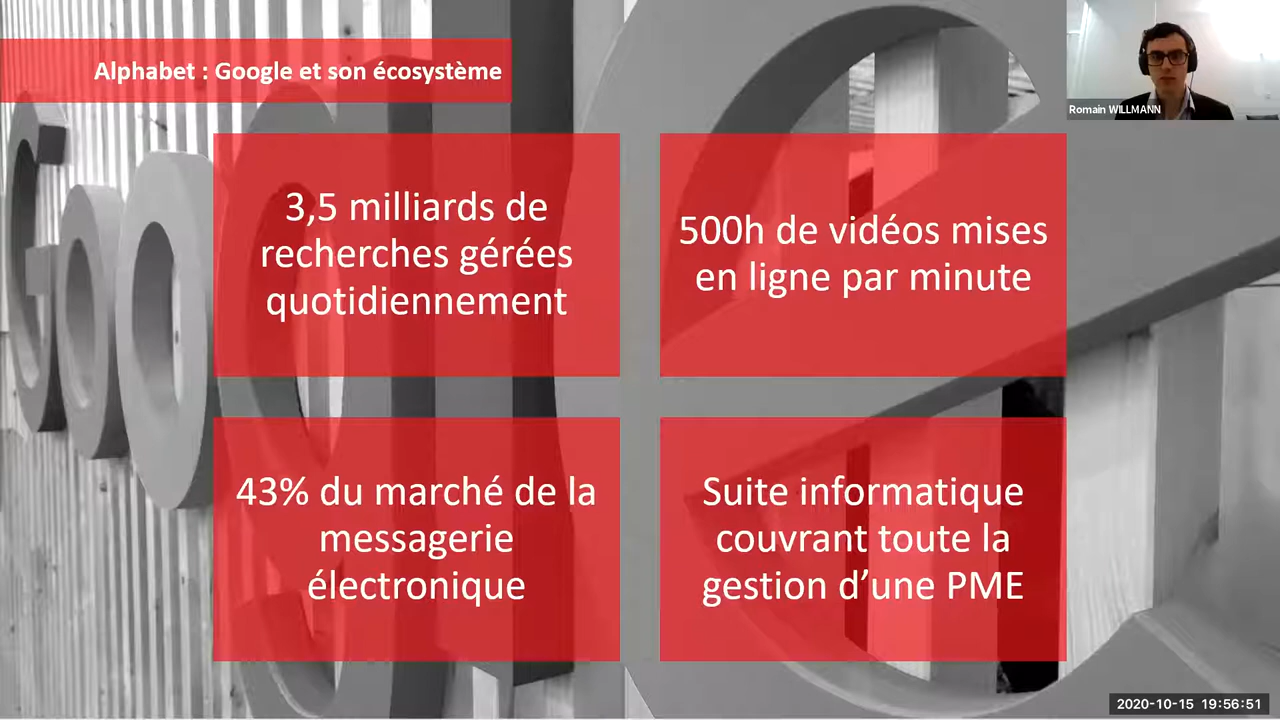 Alphabet : Google et son écosystème
Romain WILLMANN
3,5 milliards de
recherches gérées
quotidiennement
500h de vidéos mises
en ligne par minute
43% du marché de la
messagerie
électronique
Suite informatique
couvrant toute la
gestion d’une PME
Google
2020-10-15 19:56:51